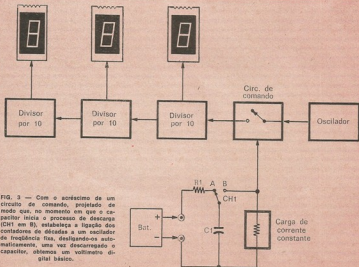 Circ. de
comando
Divisor
por 10
Divisor
por 10
Divisor
por 10
Oscilador
FIG. 3 — Com o acréscimo de um
circuito de comando, projetado de
modo que, no momento em que o ca-
pacitor inicia o processo de descarga
(CH1 em B), estabeleça a ligação dos
contadores de décadas a um oscilador
de freqüência fixa, desligando-os auto-
maticamente, uma vez descarregado o
capacitor, obtemos um voltímetro di-
gital básico.
R1
A
B
CH1
Bat.
+
−
C1
Carga de
corrente
constante